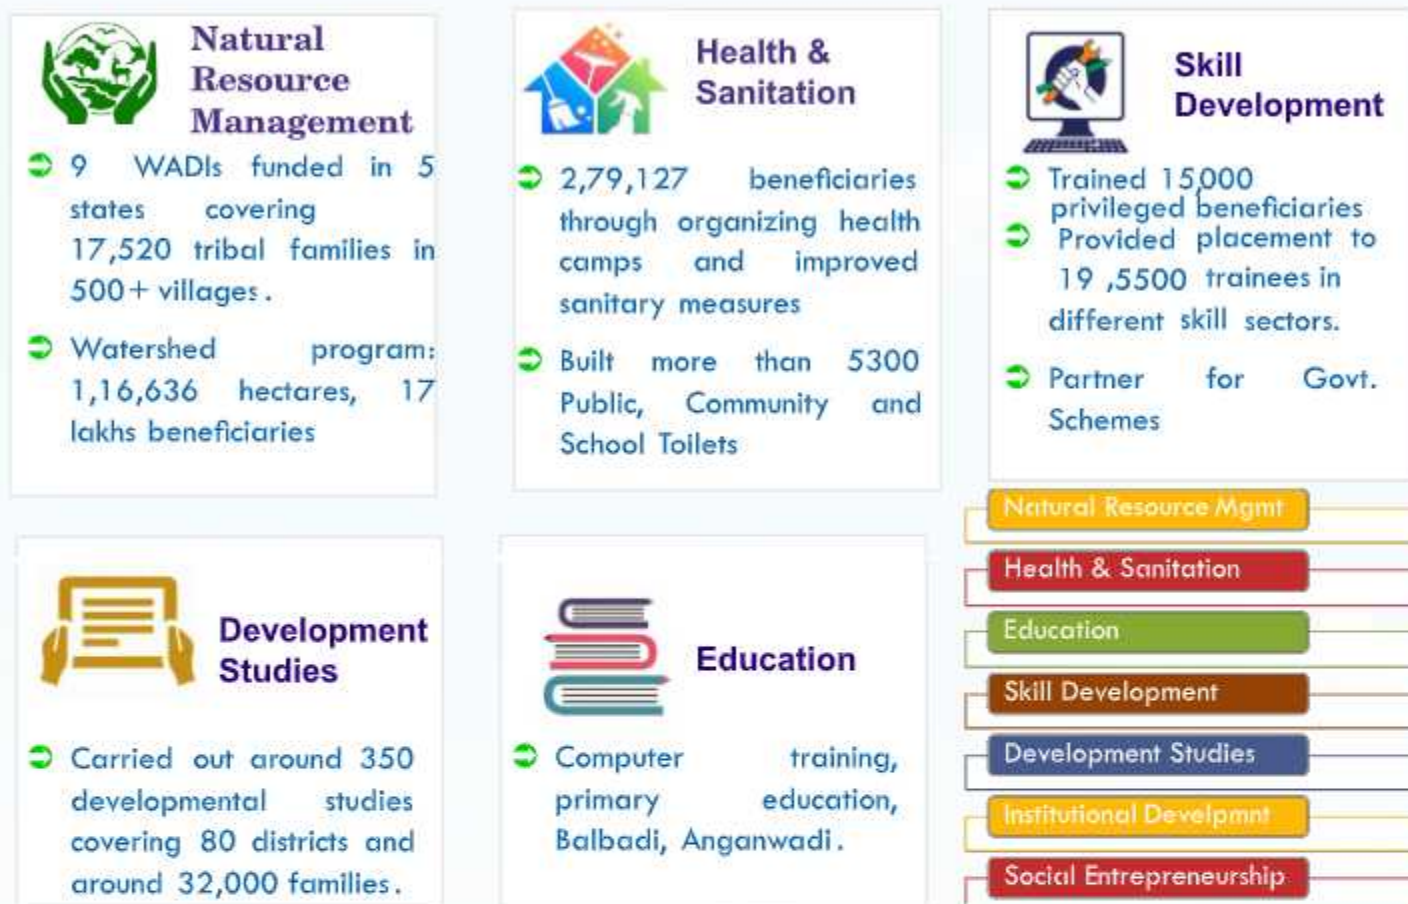 Natural
Resource
Management
9 WADIs funded in 5
states covering
17,520 tribal families in
500+ villages.
Watershed program:
1,16,636 hectares, 17
lakhs beneficiaries
Health &
Sanitation
2,79,127 beneficiaries
through organizing health
camps and improved
sanitary measures
Built more than 5300
Public, Community and
School Toilets
Skill
Development
Trained 15,000
privileged beneficiaries
Provided placement to
19 ,5500 trainees in
different skill sectors.
Partner for Govt.
Schemes
Development
Studies
Carried out around 350
developmental studies
covering 80 districts and
around 32,000 families.
Education
Computer training,
primary education,
Balbadi, Anganwadi.
Natural Resource Mgmt
Health & Sanitation
Education
Skill Development
Development Studies
Institutional Develpmnt
Social Entrepreneurship